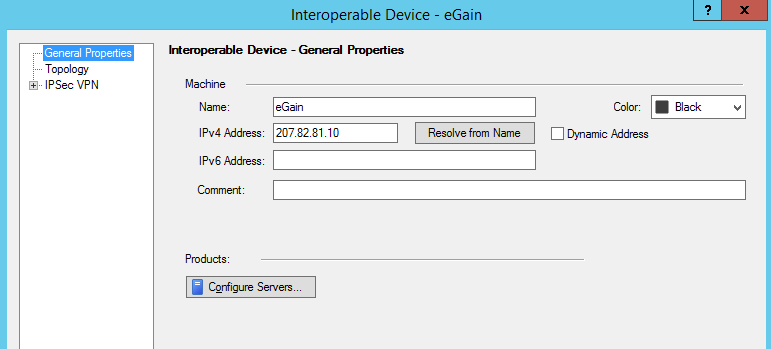 Interoperable Device - eGain
? x
General Properties
Topology
IPSec VPN
Interoperable Device - General Properties
Machine
Name: eGain Color: Black
IPv4 Address: 207.82.81.10 Resolve from Name Dynamic Address
IPv6 Address:
Comment:
Products:
Configure Servers...